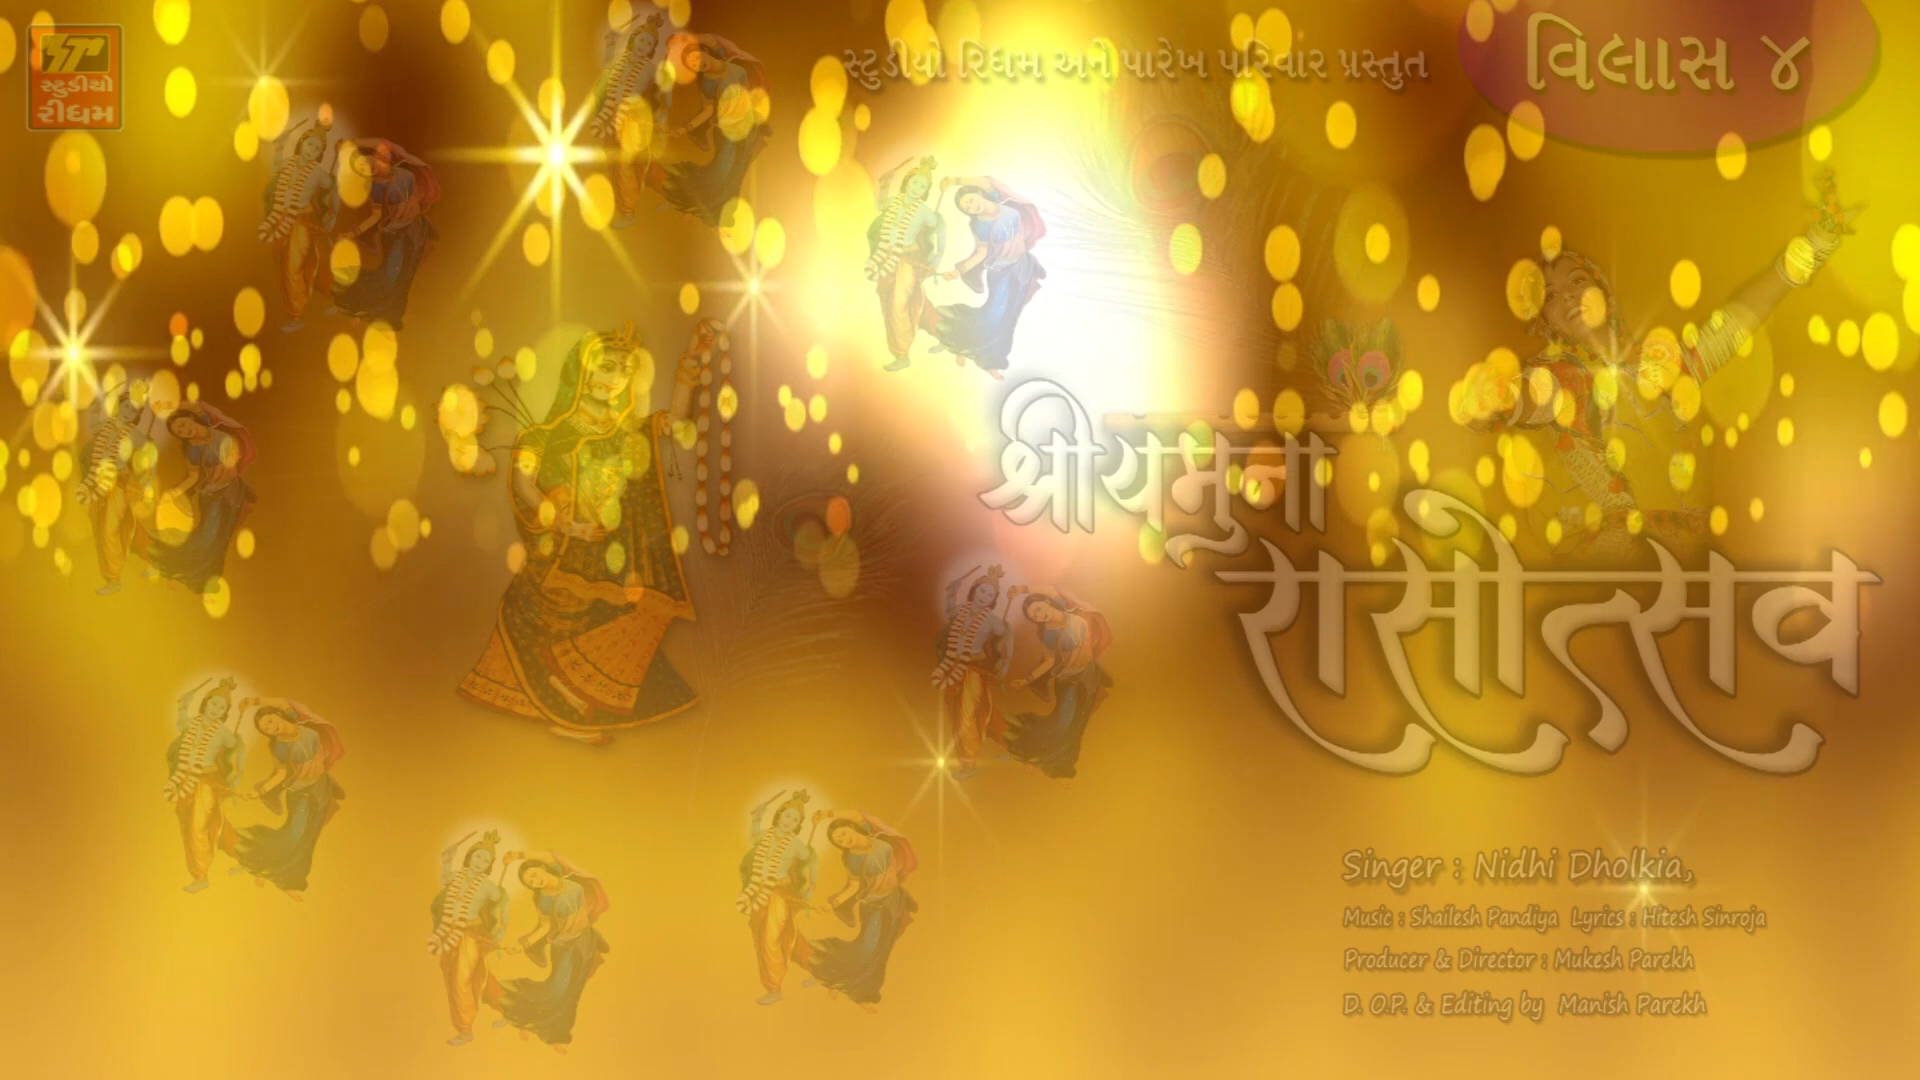 સ્ટુડીયો
રીધમ
સ્ટુડીયો રિધમ અને પારેખ પરિવાર પ્રસ્તુત
વિલાસ ૪
श्रीयमुना
रासोत्सव
Singer : Nidhi Dholkia,
Music : Shailesh Pandiya Lyrics : Hitesh Sinroja
Producer & Director : Mukesh Parekh
D. O.P. & Editing by Manish Parekh